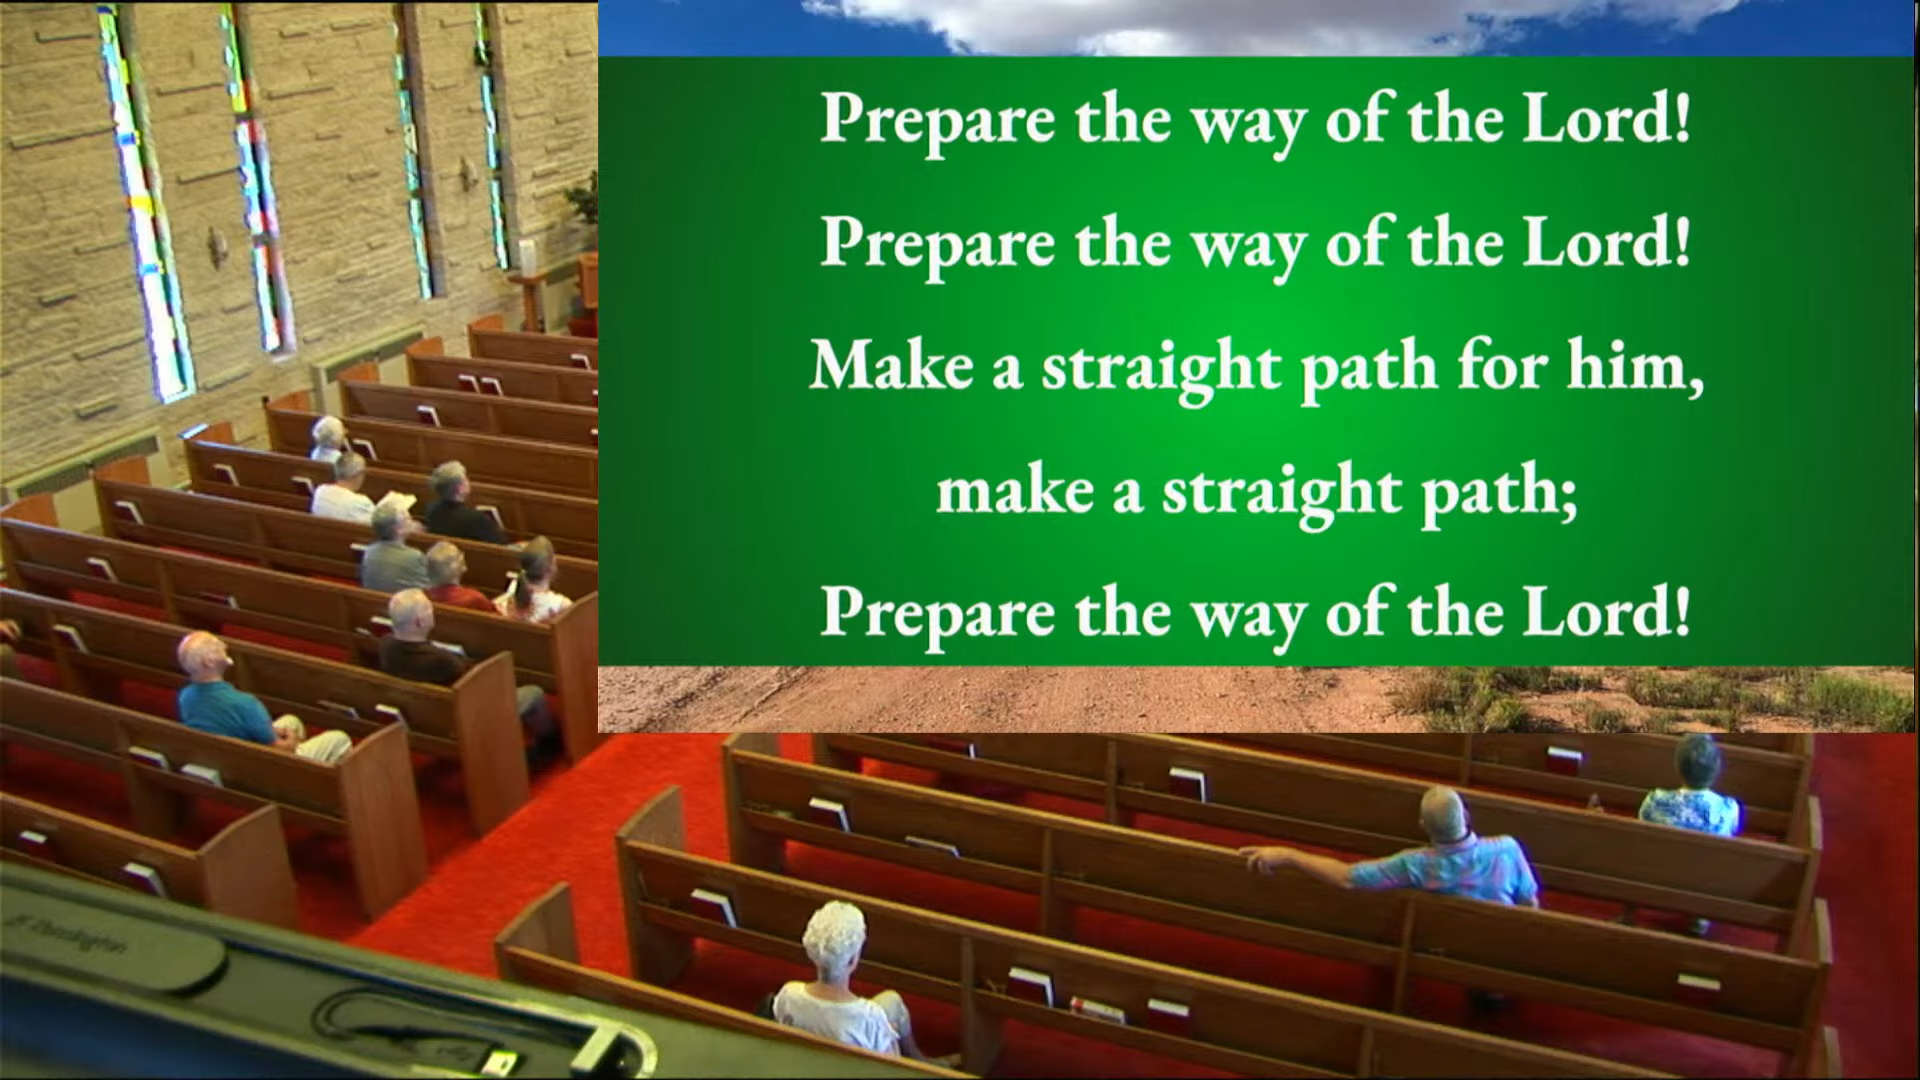 Prepare the way of the Lord!
Prepare the way of the Lord!
Make a straight path for him,
make a straight path;
Prepare the way of the Lord!